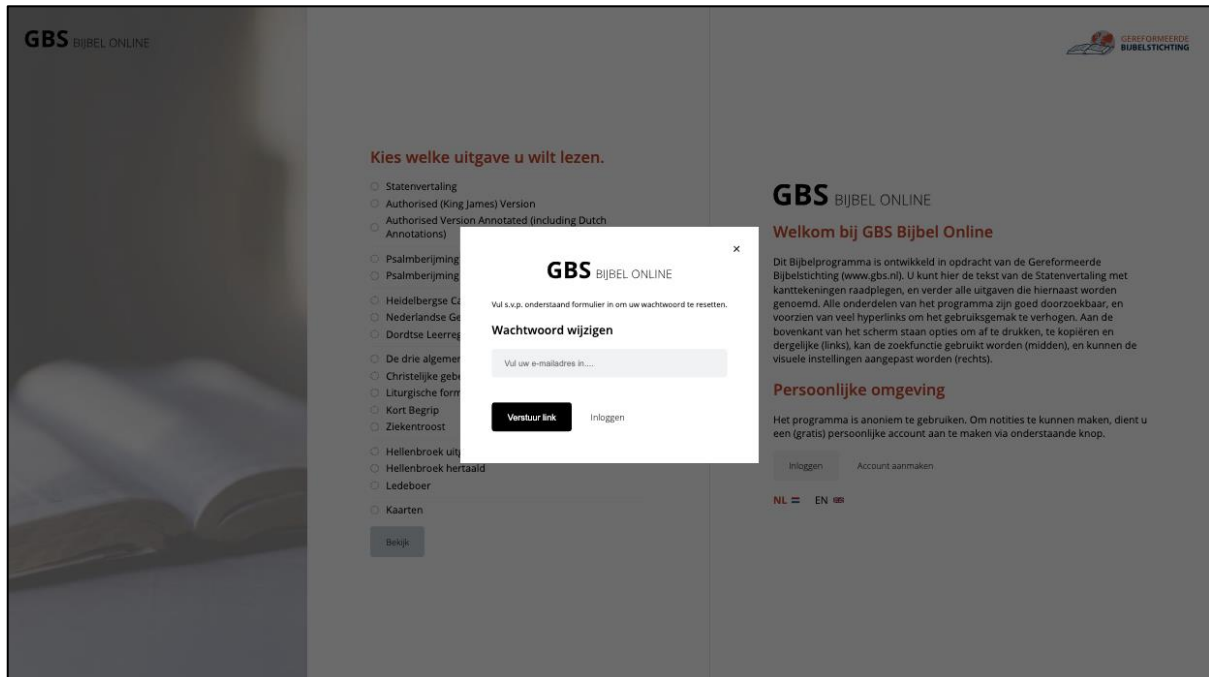 GBS BIJBEL ONLINE
GEREFORMEERDE
BIJBELSTICHTING
Kies welke uitgave u wilt lezen.
Statenvertaling
Authorised (King James) Version
Authorised Version Annotated (including Dutch
Annotations)
Psalmberijming
Psalmberijming
Heidelbergse Ca
Nederlandse Ge
Dordtse Leerreg
De drie algemen
Christelijke gebe
Liturgische form
Kort Begrip
Ziekentroost
Hellenbroek uitg
Hellenbroek hertaald
Ledeboer
Kaarten
Bekijk
×
GBS BIJBEL ONLINE
Vul s.v.p. onderstaand formulier in om uw wachtwoord te resetten.
Wachtwoord wijzigen
Vul uw e-mailadres in....
Verstuur link
Inloggen
GBS BIJBEL ONLINE
Welkom bij GBS Bijbel Online
Dit Bijbelprogramma is ontwikkeld in opdracht van de Gereformeerde
Bijbelstichting (www.gbs.nl). U kunt hier de tekst van de Statenvertaling met
kanttekeningen raadplegen, en verder alle uitgaven die hiernaast worden
genoemd. Alle onderdelen van het programma zijn goed doorzoekbaar, en
voorzien van veel hyperlinks om het gebruiksgemak te verhogen. Aan de
bovenkant van het scherm staan opties om af te drukken, te kopiëren en
dergelijke (links), kan de zoekfunctie gebruikt worden (midden), en kunnen de
visuele instellingen aangepast worden (rechts).
Persoonlijke omgeving
Het programma is anoniem te gebruiken. Om notities te kunnen maken, dient u
een (gratis) persoonlijke account aan te maken via onderstaande knop.
Inloggen
Account aanmaken
NL EN